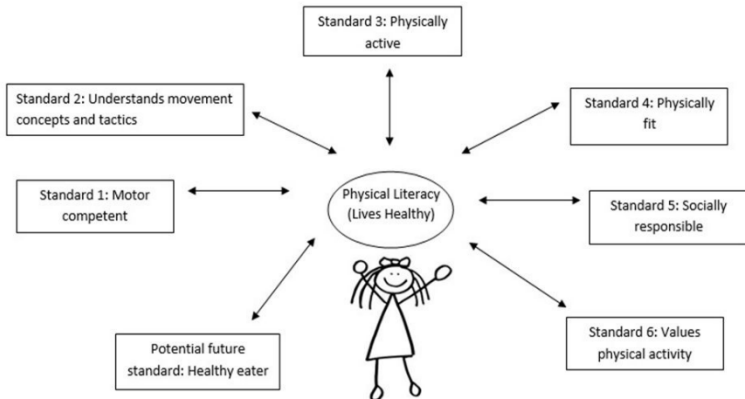 Standard 3: Physically
active
Standard 2: Understands movement
concepts and tactics
Standard 4: Physically
fit
Standard 1: Motor
competent
Physical Literacy
(Lives Healthy)
Standard 5: Socially
responsible
Potential future
standard: Healthy eater
Standard 6: Values
physical activity